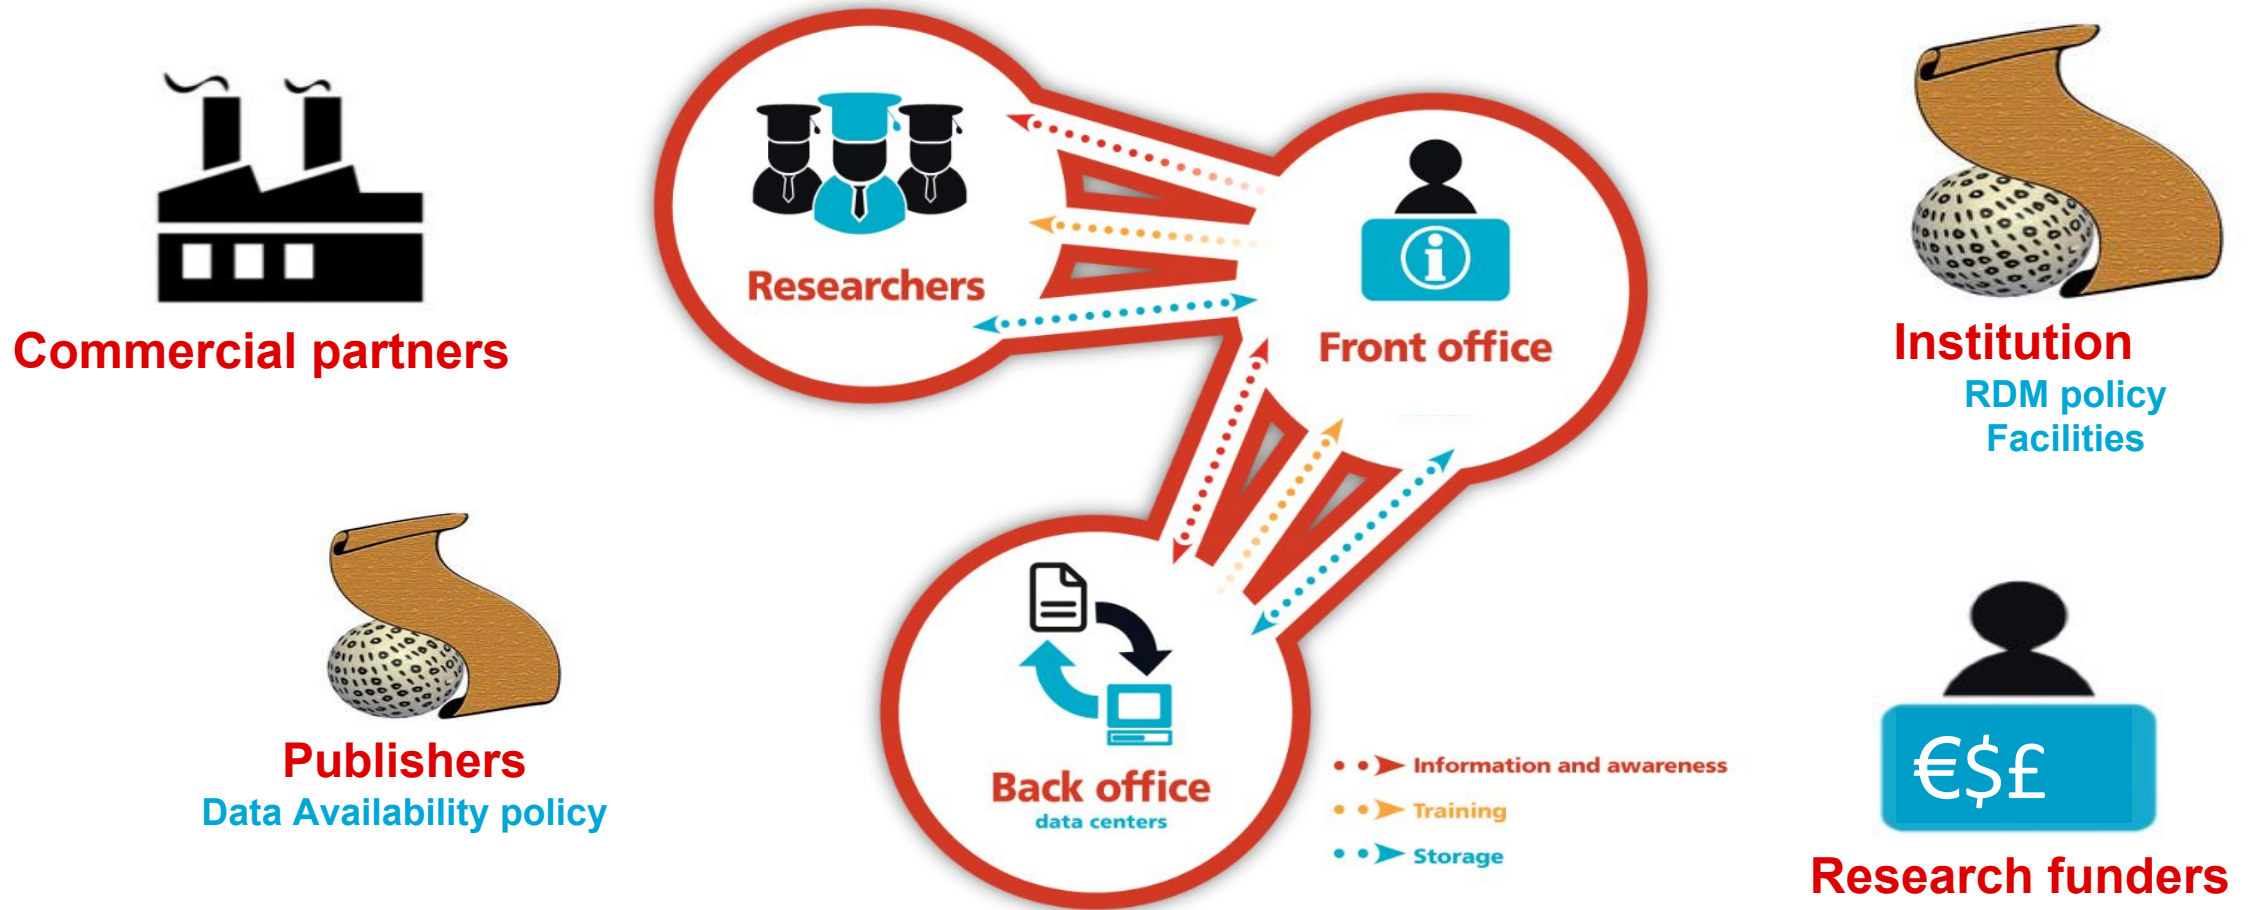 Commercial partners
Publishers
Data Availability policy
Researchers
Front office
Back office
data centers
Information and awareness
Training
Storage
Institution
RDM policy
Facilities
€$£
Research funders